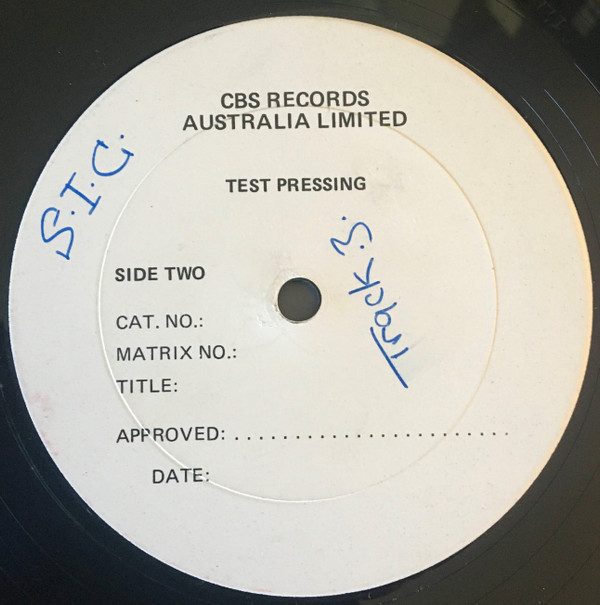 CBS RECORDS
AUSTRALIA LIMITED
TEST PRESSING
S.I.C.
Track 3.
SIDE TWO
CAT. NO.:
MATRIX NO.:
TITLE:
APPROVED: .......................
DATE: